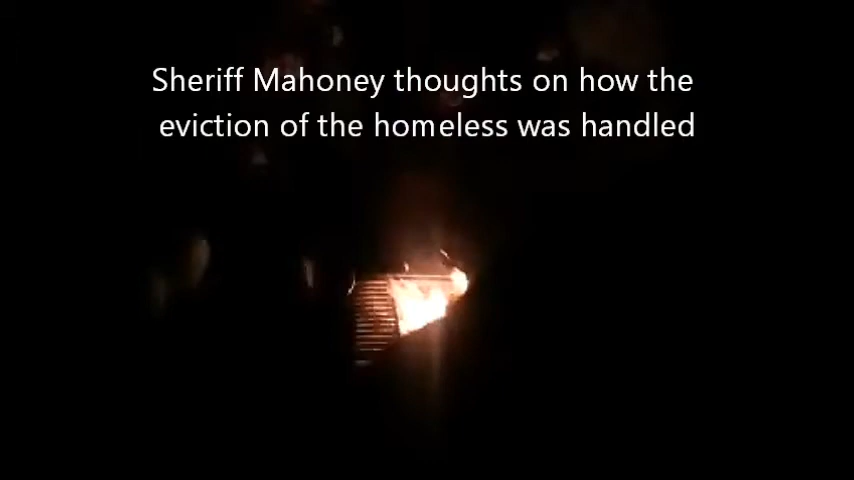 Sheriff Mahoney thoughts on how the
eviction of the homeless was handled